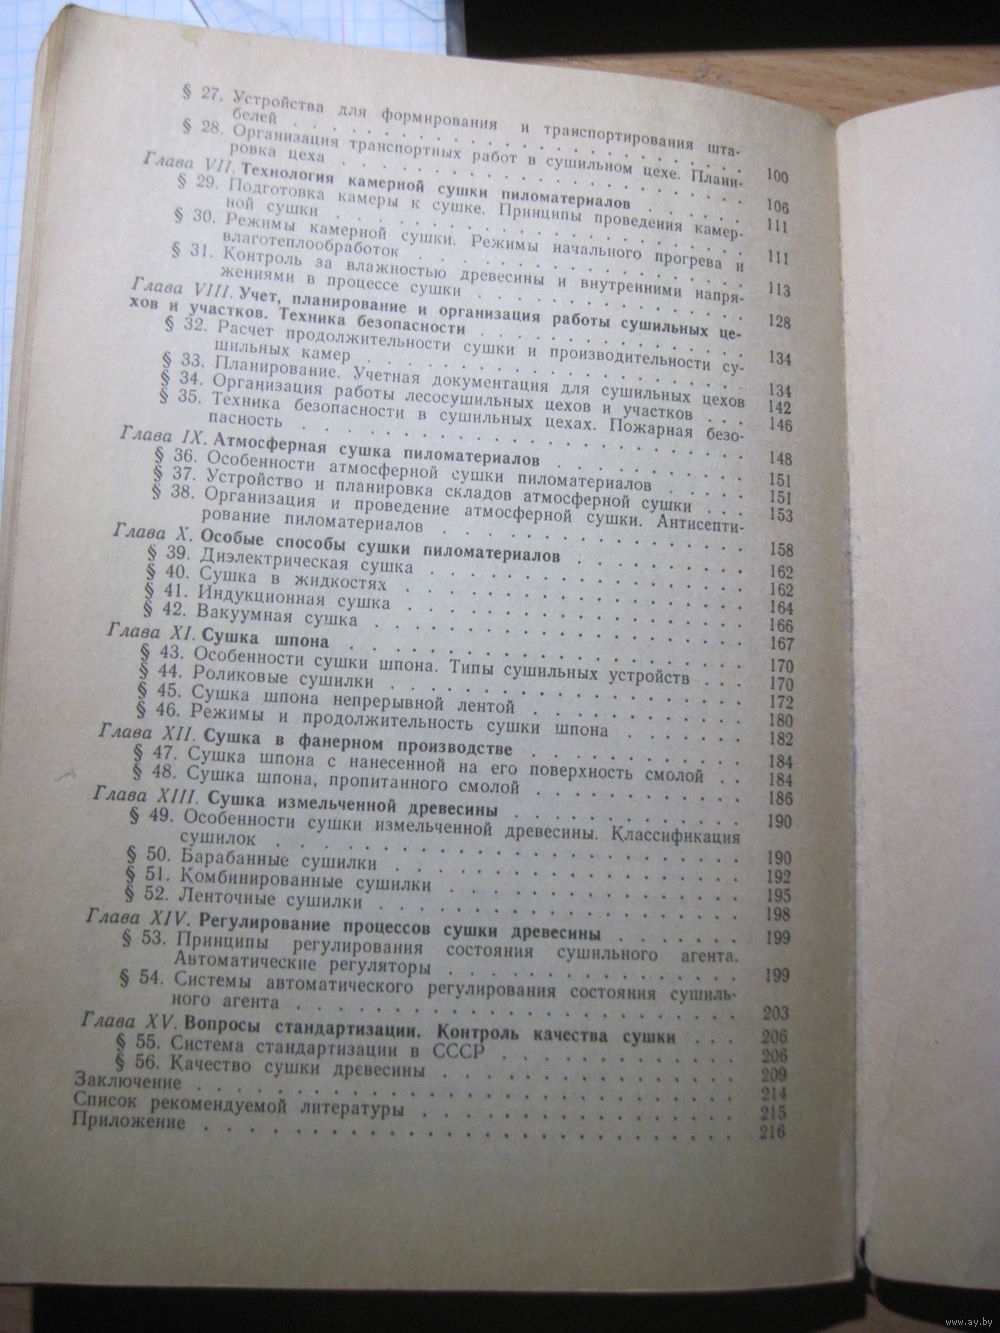 § 27. Устройства для формирования и транспортирования шта-
белей . . . . . . . . . . . . . . . . . . . 100
§ 28. Организация транспортных работ в сушильном цехе. Плани-
ровка цеха . . . . . . . . . . . . . . . . . 106
Глава VII. Технология камерной сушки пиломатериалов . . . . . . 111
§ 29. Подготовка камеры к сушке. Принципы проведения камер-
ной сушки . . . . . . . . . . . . . . . . . 111
§ 30. Режимы камерной сушки. Режимы начального прогрева и
влаготеплообработок . . . . . . . . . . . . . 113
§ 31. Контроль за влажностью древесины и внутренними напря-
жениями в процессе сушки . . . . . . . . . . . 128
Глава VIII. Учет, планирование и организация работы сушильных це-
хов и участков. Техника безопасности . . . . . . . . . . 134
§ 32. Расчет продолжительности сушки и производительности су-
шильных камер . . . . . . . . . . . . . . . 134
§ 33. Планирование. Учетная документация для сушильных цехов 142
§ 34. Организация работы лесосушильных цехов и участков . . . 146
§ 35. Техника безопасности в сушильных цехах. Пожарная безо-
пасность . . . . . . . . . . . . . . . . . . 148
Глава IX. Атмосферная сушка пиломатериалов . . . . . . . . 151
§ 36. Особенности атмосферной сушки пиломатериалов . . . . 151
§ 37. Устройство и планировка складов атмосферной сушки . . . 153
§ 38. Организация и проведение атмосферной сушки. Антисепти-
рование пиломатериалов . . . . . . . . . . . . 158
Глава X. Особые способы сушки пиломатериалов . . . . . . . . 162
§ 39. Диэлектрическая сушка . . . . . . . . . . . . . 162
§ 40. Сушка в жидкостях . . . . . . . . . . . . . . 164
§ 41. Индукционная сушка . . . . . . . . . . . . . . 166
§ 42. Вакуумная сушка . . . . . . . . . . . . . . . 167
Глава XI. Сушка шпона . . . . . . . . . . . . . . . . 170
§ 43. Особенности сушки шпона. Типы сушильных устройств . . . 170
§ 44. Роликовые сушилки . . . . . . . . . . . . . . 172
§ 45. Сушка шпона непрерывной лентой . . . . . . . . . 180
§ 46. Режимы и продолжительность сушки шпона . . . . . . 182
Глава XII. Сушка в фанерном производстве . . . . . . . . . 184
§ 47. Сушка шпона с нанесенной на его поверхность смолой . . 184
§ 48. Сушка шпона, пропитанного смолой . . . . . . . . . 186
Глава XIII. Сушка измельченной древесины . . . . . . . . . . 190
§ 49. Особенности сушки измельченной древесины. Классификация
сушилок . . . . . . . . . . . . . . . . . . . 190
§ 50. Барабанные сушилки . . . . . . . . . . . . . . 192
§ 51. Комбинированные сушилки . . . . . . . . . . . . 195
§ 52. Ленточные сушилки . . . . . . . . . . . . . . 198
Глава XIV. Регулирование процессов сушки древесины . . . . . . 199
§ 53. Принципы регулирования состояния сушильного агента.
Автоматические регуляторы . . . . . . . . . . . 199
§ 54. Системы автоматического регулирования состояния сушиль-
ного агента . . . . . . . . . . . . . . . . . 203
Глава XV. Вопросы стандартизации. Контроль качества сушки . . . 206
§ 55. Система стандартизации в СССР . . . . . . . . . . 206
§ 56. Качество сушки древесины . . . . . . . . . . . . 209
Заключение . . . . . . . . . . . . . . . . . . . . . 214
Список рекомендуемой литературы . . . . . . . . . . . . . 215
Приложение . . . . . . . . . . . . . . . . . . . . . 216
www.ay.by